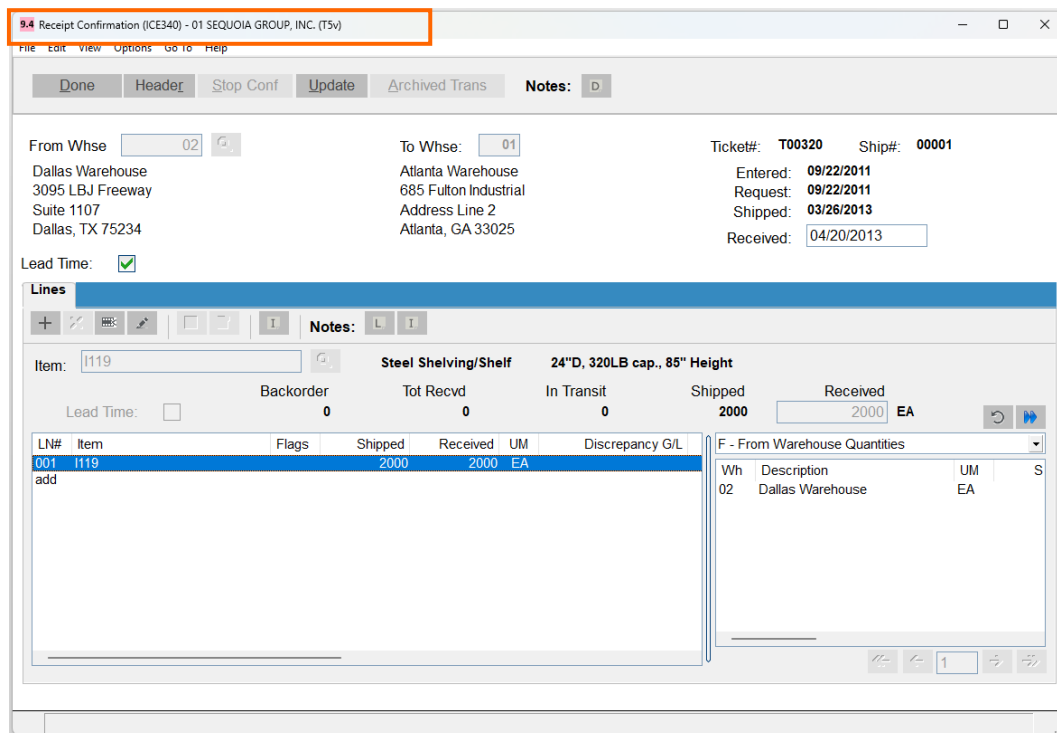 9.4 Receipt Confirmation (ICE340) - 01 SEQUOIA GROUP, INC. (T5v)
File Edit View Options Go To Help
Done Header Stop Conf Update Archived Trans Notes: D
From Whse 02 To Whse: 01 Ticket#: T00320 Ship#: 00001
Dallas Warehouse Atlanta Warehouse Entered: 09/22/2011
3095 LBJ Freeway 685 Fulton Industrial Request: 09/22/2011
Suite 1107 Address Line 2 Shipped: 03/26/2013
Dallas, TX 75234 Atlanta, GA 33025 Received: 04/20/2013
Lead Time:
Lines
I Notes: L I
Item: I119 Steel Shelving/Shelf 24"D, 320LB cap., 85" Height
Backorder Tot Recvd In Transit Shipped Received
Lead Time: 0 0 0 2000 2000 EA
LN# Item Flags Shipped Received UM Discrepancy G/L F - From Warehouse Quantities
001 I119 2000 2000 EA Wh Description UM S
add 02 Dallas Warehouse EA
1